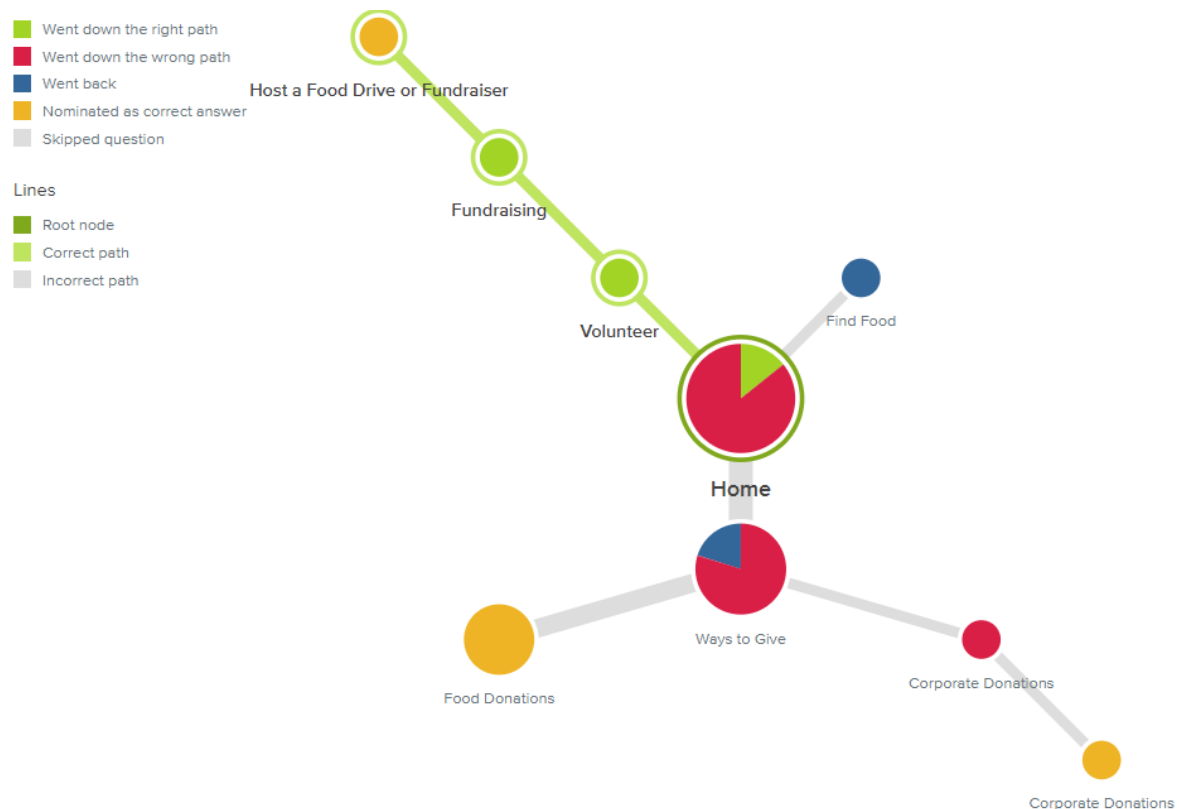 Went down the right path
Went down the wrong path
Went back
Nominated as correct answer
Skipped question
Lines
Root node
Correct path
Incorrect path
Host a Food Drive or Fundraiser
Fundraising
Volunteer
Find Food
Home
Ways to Give
Food Donations
Corporate Donations
Corporate Donations